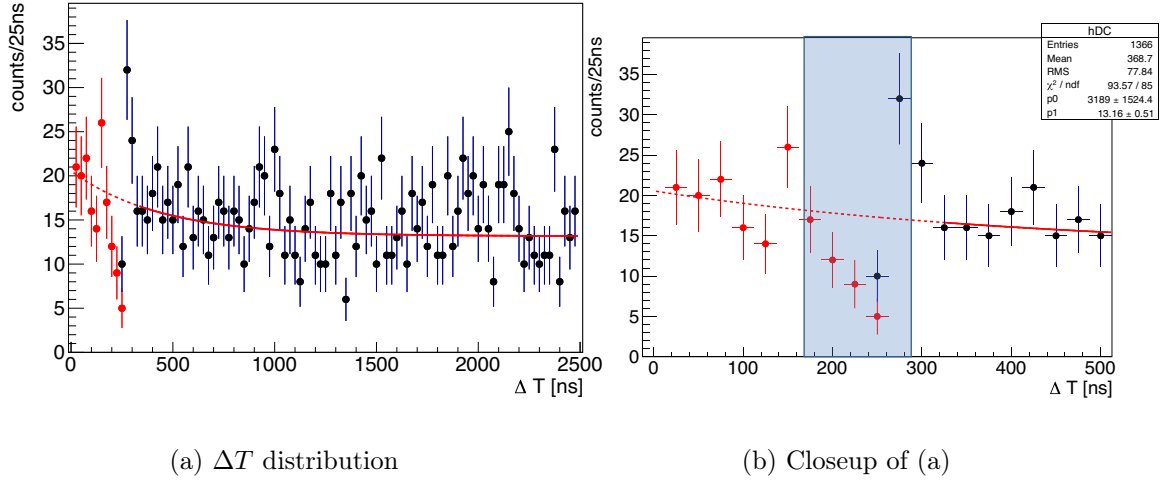 counts/25ns
35
30
25
20
15
10
5
0
0 500 1000 1500 2000 2500
Δ T [ns]
(a) ΔT distribution
counts/25ns
35
30
25
20
15
10
5
0
0 100 200 300 400 500
Δ T [ns]
hDC
Entries 1366
Mean 368.7
RMS 77.84
χ² / ndf 93.57 / 85
p0 3189 ± 1524.4
p1 13.16 ± 0.51
(b) Closeup of (a)